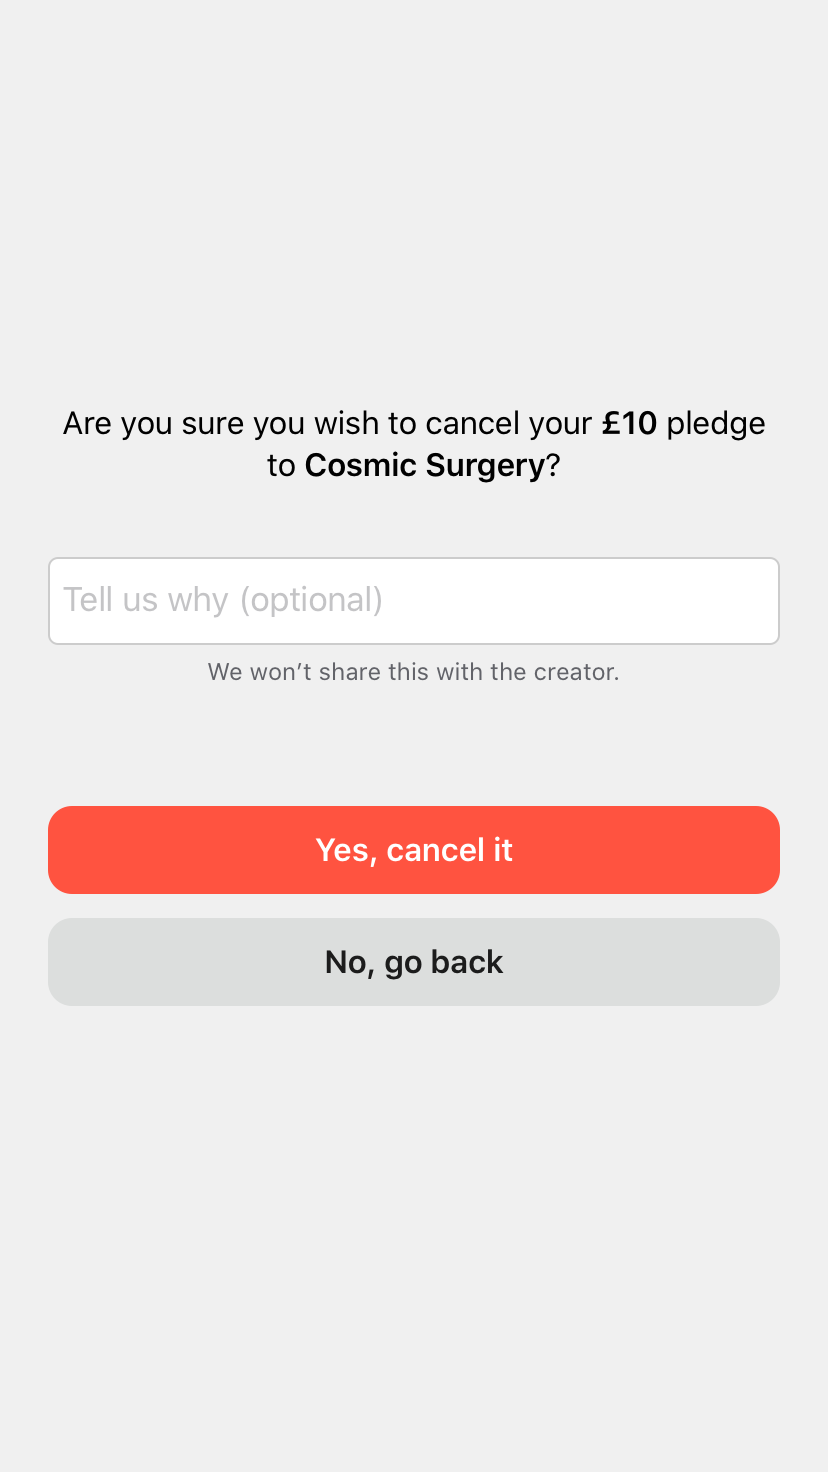 Are you sure you wish to cancel your £10 pledge
to Cosmic Surgery?
Tell us why (optional)
We won’t share this with the creator.
Yes, cancel it
No, go back